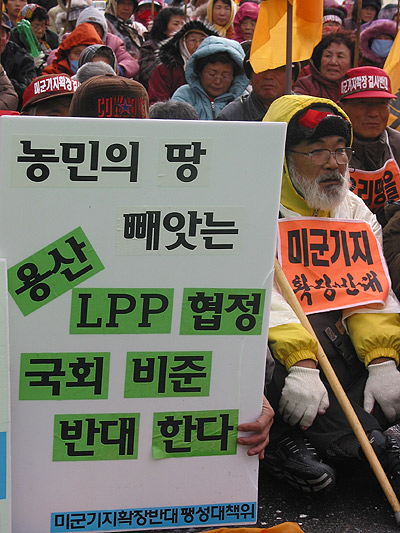 농민의 땅
빼앗는
용산
LPP 협정
국회 비준
반대 한다
미군기지확장반대 팽성대책위
미군기지
확장반대